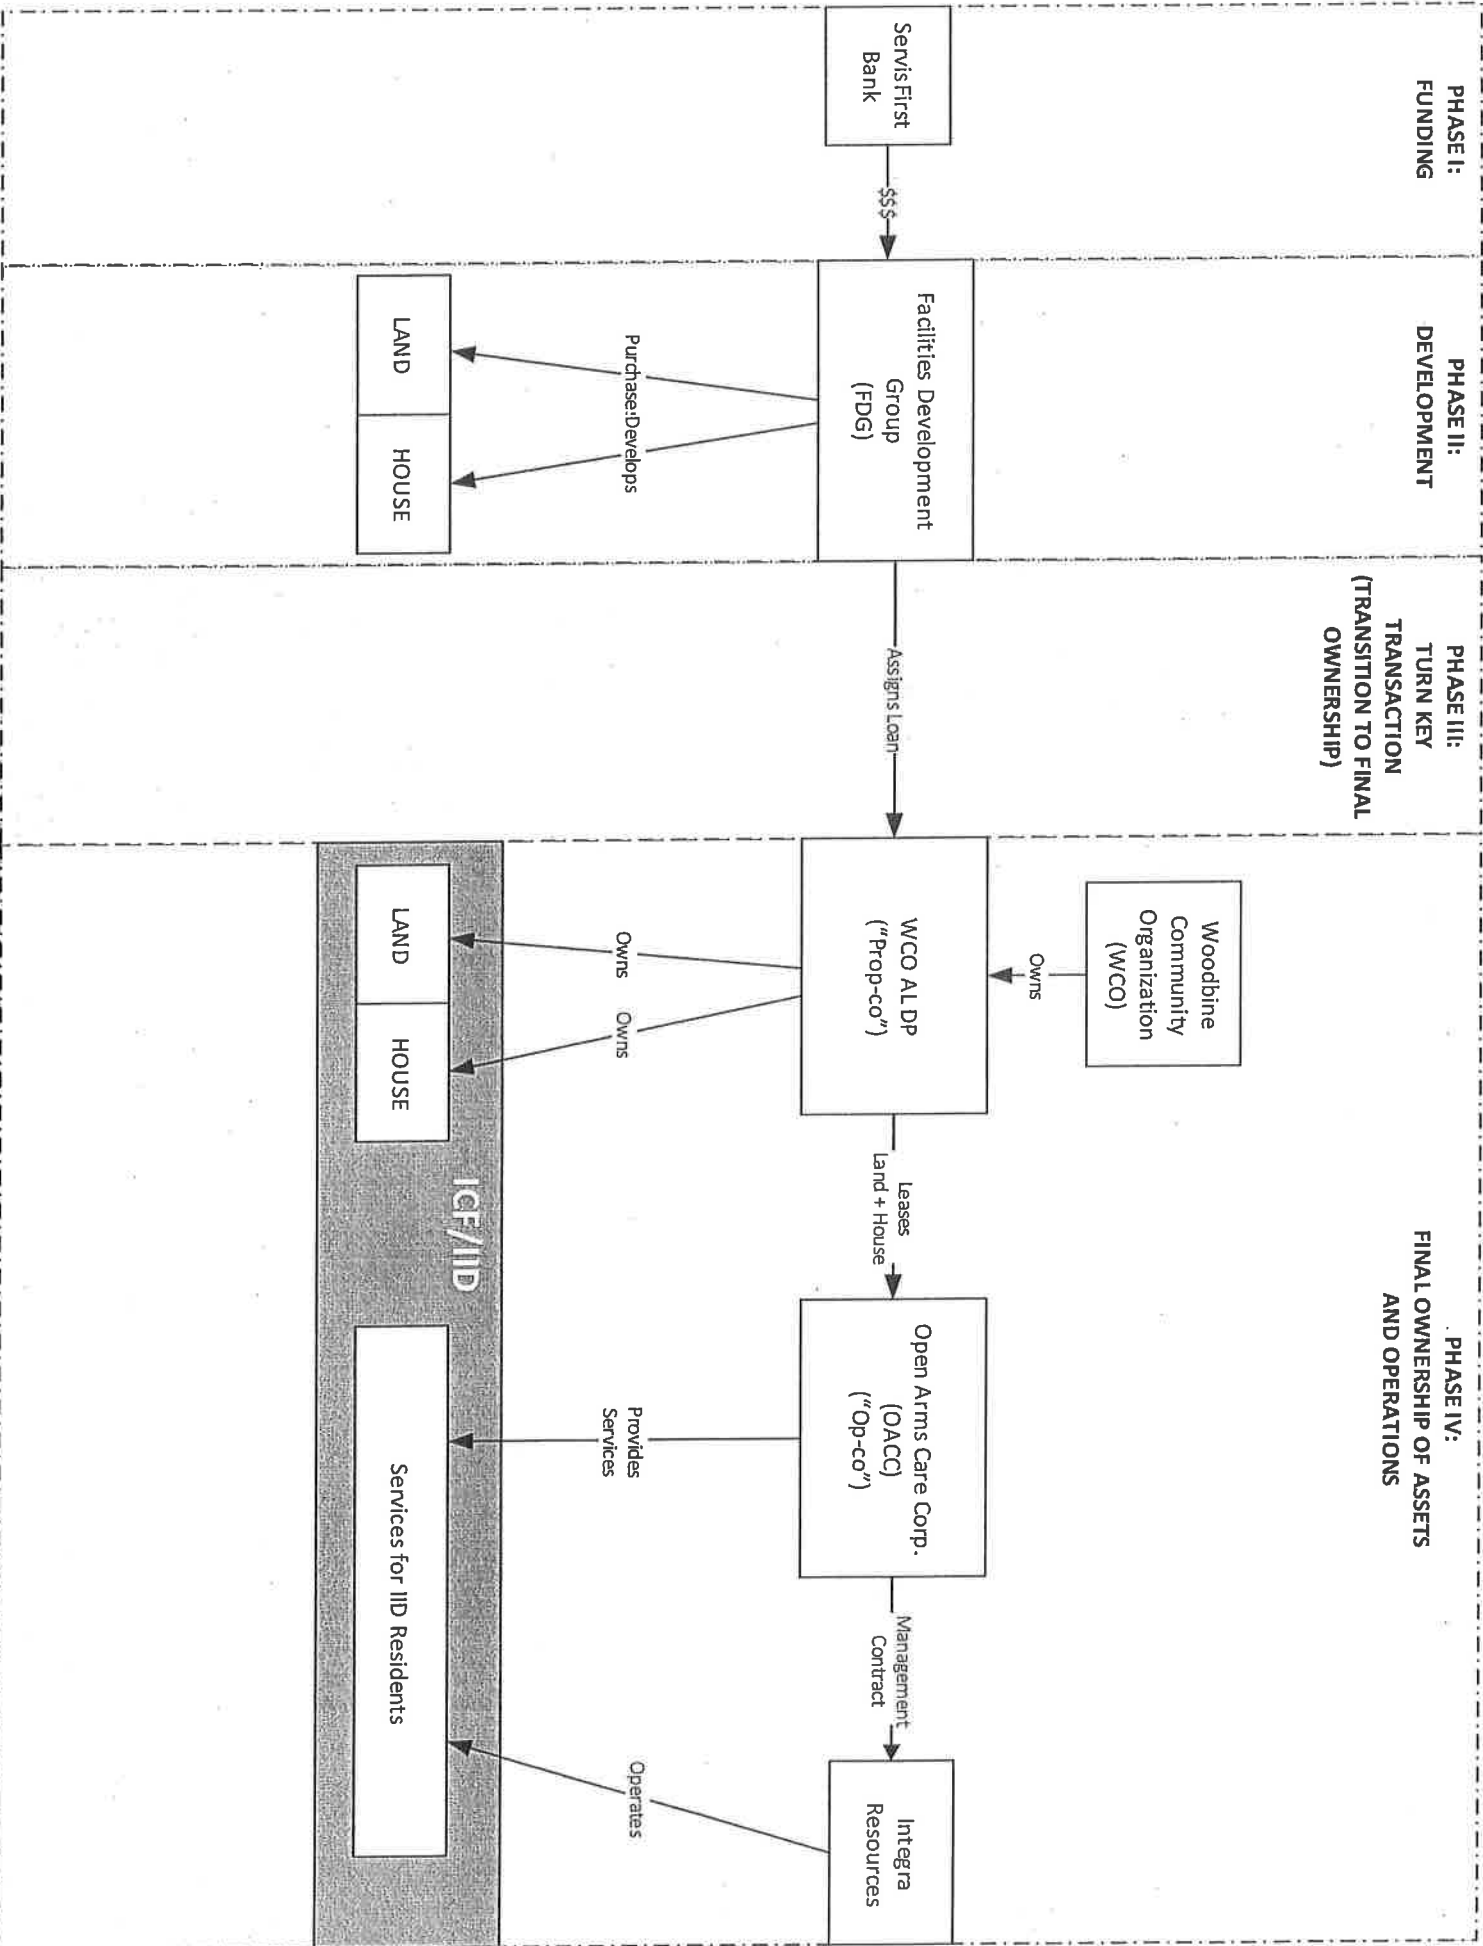 PHASE I:
FUNDING
PHASE II:
DEVELOPMENT
PHASE III:
TURN KEY
TRANSACTION
(TRANSITION TO FINAL
OWNERSHIP)
PHASE IV:
FINAL OWNERSHIP OF ASSETS
AND OPERATIONS
Servis First
Bank
$$$
Facilities Development
Group
(FDG)
Purchase:Develops
LAND
HOUSE
Assigns Loan
Woodbine
Community
Organization
(WCO)
Owns
WCO ALDP
("Prop-co")
Leases
Land + House
Open Arms Care Corp.
(OACC)
("Op-co")
Management
Contract
Integra
Resources
Owns
Owns
Provides
Services
Operates
ICF/IID
LAND
HOUSE
Services for IID Residents